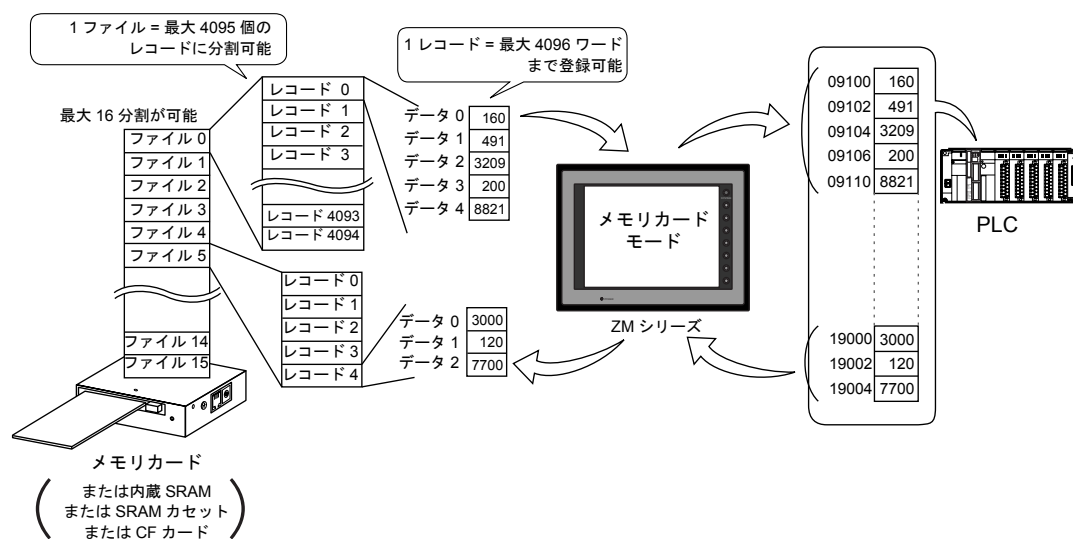 1 ファイル = 最大 4095 個の
レコードに分割可能
1 レコード = 最大 4096 ワード
まで登録可能
最大 16 分割が可能
ファイル 0
ファイル 1
ファイル 2
ファイル 3
ファイル 4
ファイル 5
ファイル 14
ファイル 15
レコード 0
レコード 1
レコード 2
レコード 3
レコード 4093
レコード 4094
データ 0 160
データ 1 491
データ 2 3209
データ 3 200
データ 4 8821
レコード 0
レコード 1
レコード 2
レコード 3
レコード 4
データ 0 3000
データ 1 120
データ 2 7700
メモリカード
モード
ZM シリーズ
09100 160
09102 491
09104 3209
09106 200
09110 8821
19000 3000
19002 120
19004 7700
PLC
メモリカード
または内蔵 SRAM
または SRAM カセット
または CF カード